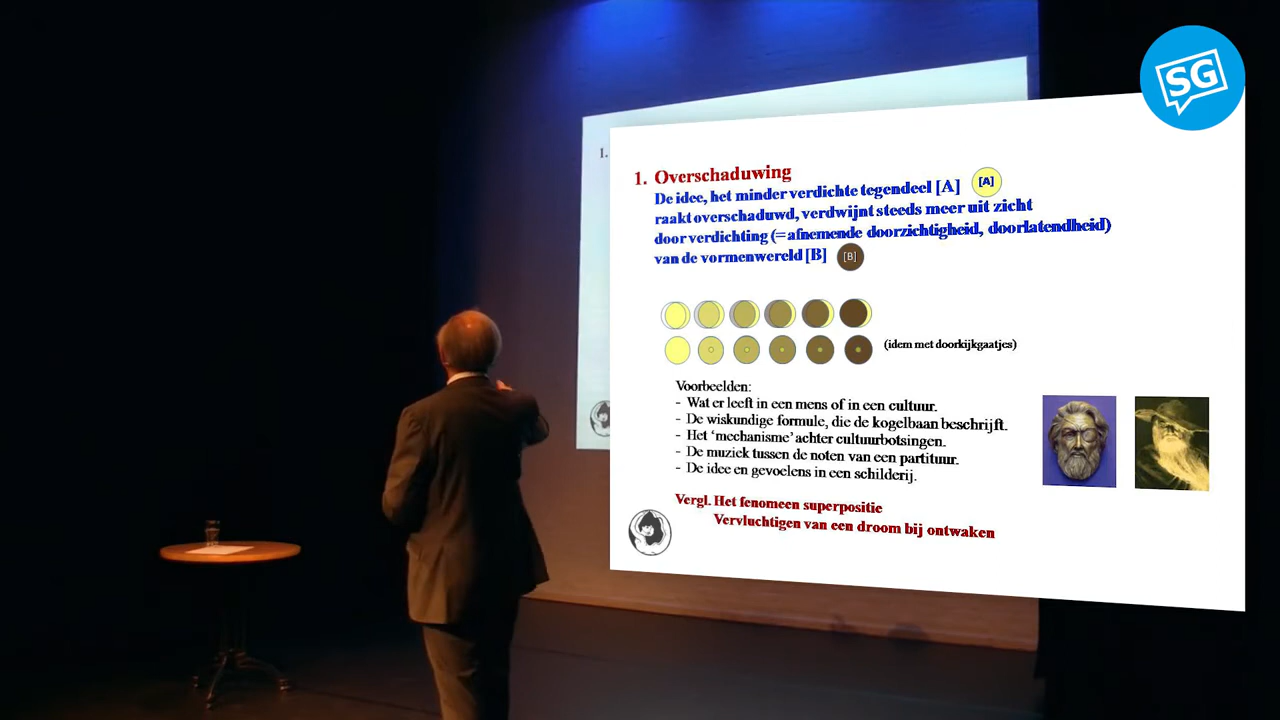 SG
1.
1. Overschaduwing
De idee, het minder verdichte tegendeel [A] [A]
raakt overschaduwd, verdwijnt steeds meer uit zicht
door verdichting (= afnemende doorzichtigheid, doorlatendheid)
van de vormenwereld [B] [B]
(idem met doorkijkgaatjes)
Voorbeelden:
- Wat er leeft in een mens of in een cultuur.
- De wiskundige formule, die de kogelbaan beschrijft.
- Het ‘mechanisme’ achter cultuurbotsingen.
- De muziek tussen de noten van een partituur.
- De idee en gevoelens in een schilderij.
Vergl. Het fenomeen superpositie
Vervluchtigen van een droom bij ontwaken